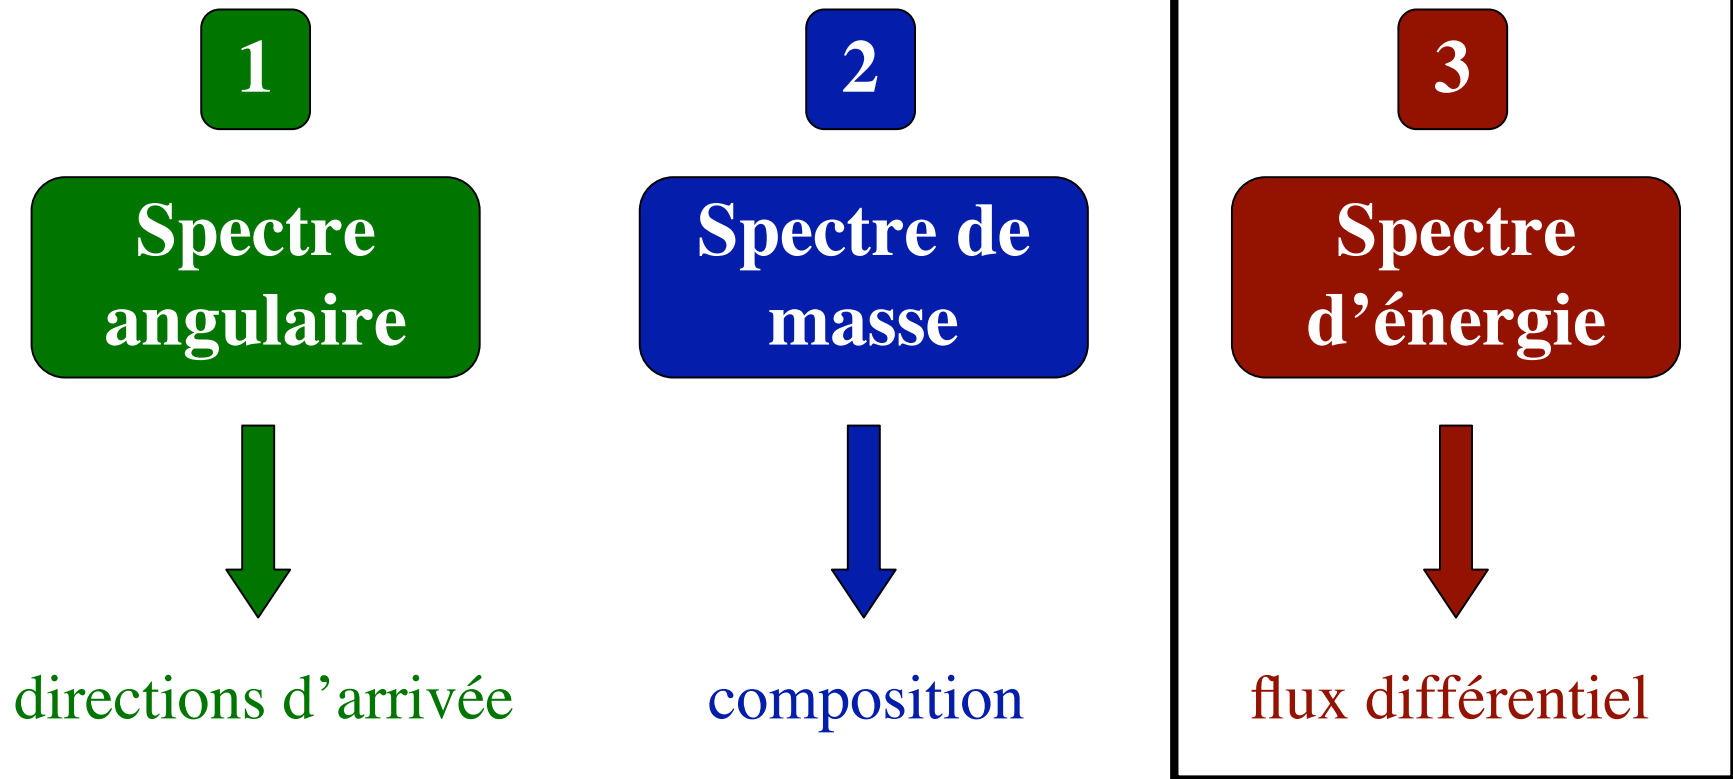 1
Spectre
angulaire
directions d’arrivée
2
Spectre de
masse
composition
3
Spectre
d’énergie
flux différentiel